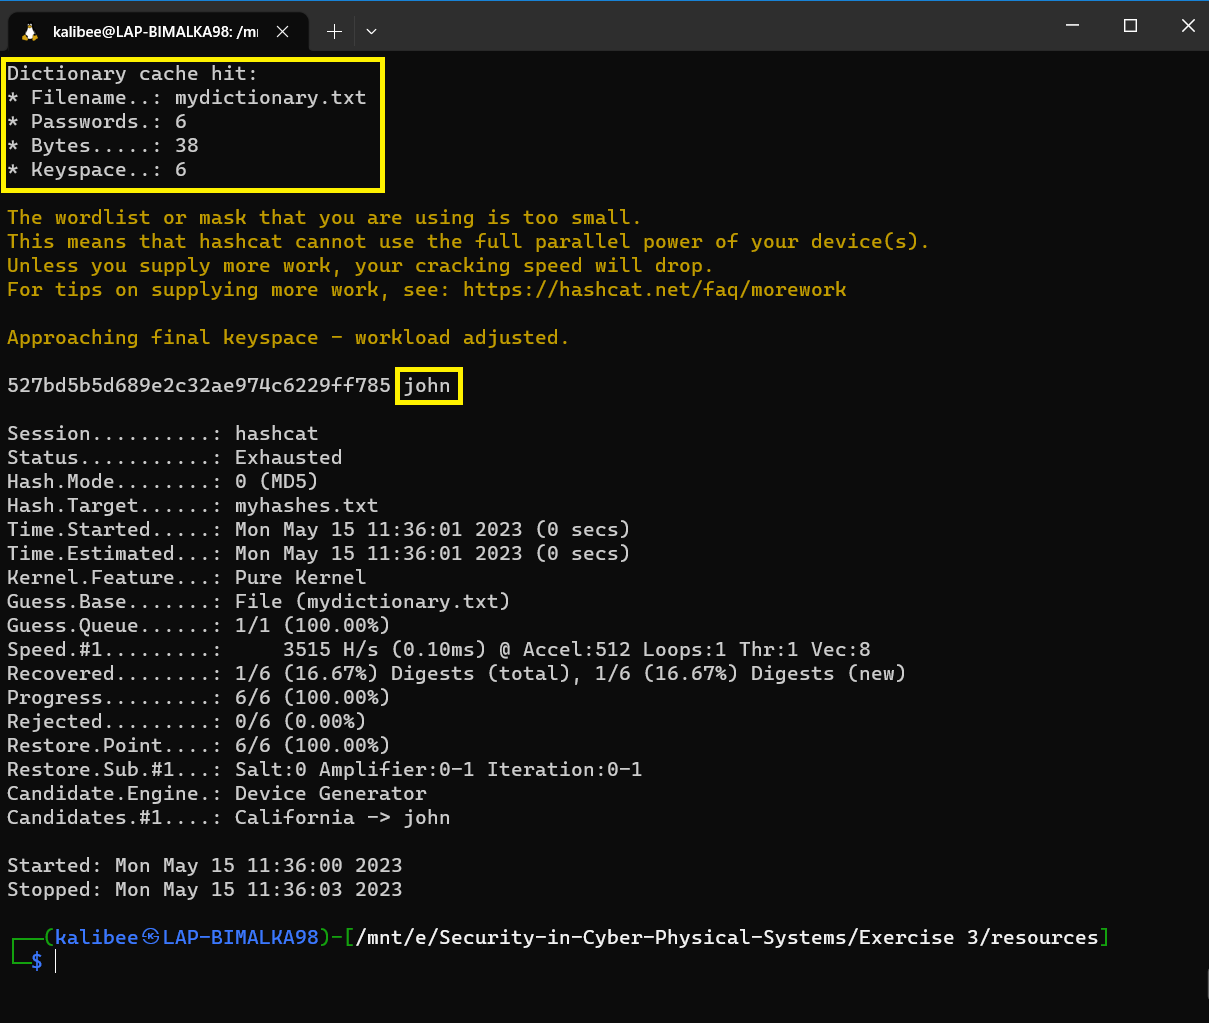 kalibee@LAP-BIMALKA98: /mn
Dictionary cache hit:
* Filename..: mydictionary.txt
* Passwords.: 6
* Bytes.....: 38
* Keyspace..: 6
The wordlist or mask that you are using is too small.
This means that hashcat cannot use the full parallel power of your device(s).
Unless you supply more work, your cracking speed will drop.
For tips on supplying more work, see: https://hashcat.net/faq/morework
Approaching final keyspace - workload adjusted.
527bd5b5d689e2c32ae974c6229ff785 john
Session..........: hashcat
Status...........: Exhausted
Hash.Mode........: 0 (MD5)
Hash.Target......: myhashes.txt
Time.Started.....: Mon May 15 11:36:01 2023 (0 secs)
Time.Estimated...: Mon May 15 11:36:01 2023 (0 secs)
Kernel.Feature...: Pure Kernel
Guess.Base.......: File (mydictionary.txt)
Guess.Queue......: 1/1 (100.00%)
Speed.#1.........:     3515 H/s (0.10ms) @ Accel:512 Loops:1 Thr:1 Vec:8
Recovered........: 1/6 (16.67%) Digests (total), 1/6 (16.67%) Digests (new)
Progress.........: 6/6 (100.00%)
Rejected.........: 0/6 (0.00%)
Restore.Point....: 6/6 (100.00%)
Restore.Sub.#1...: Salt:0 Amplifier:0-1 Iteration:0-1
Candidate.Engine.: Device Generator
Candidates.#1....: California -> john
Started: Mon May 15 11:36:00 2023
Stopped: Mon May 15 11:36:03 2023
┌──(kalibee㉿LAP-BIMALKA98)-[/mnt/e/Security-in-Cyber-Physical-Systems/Exercise 3/resources]
└─$